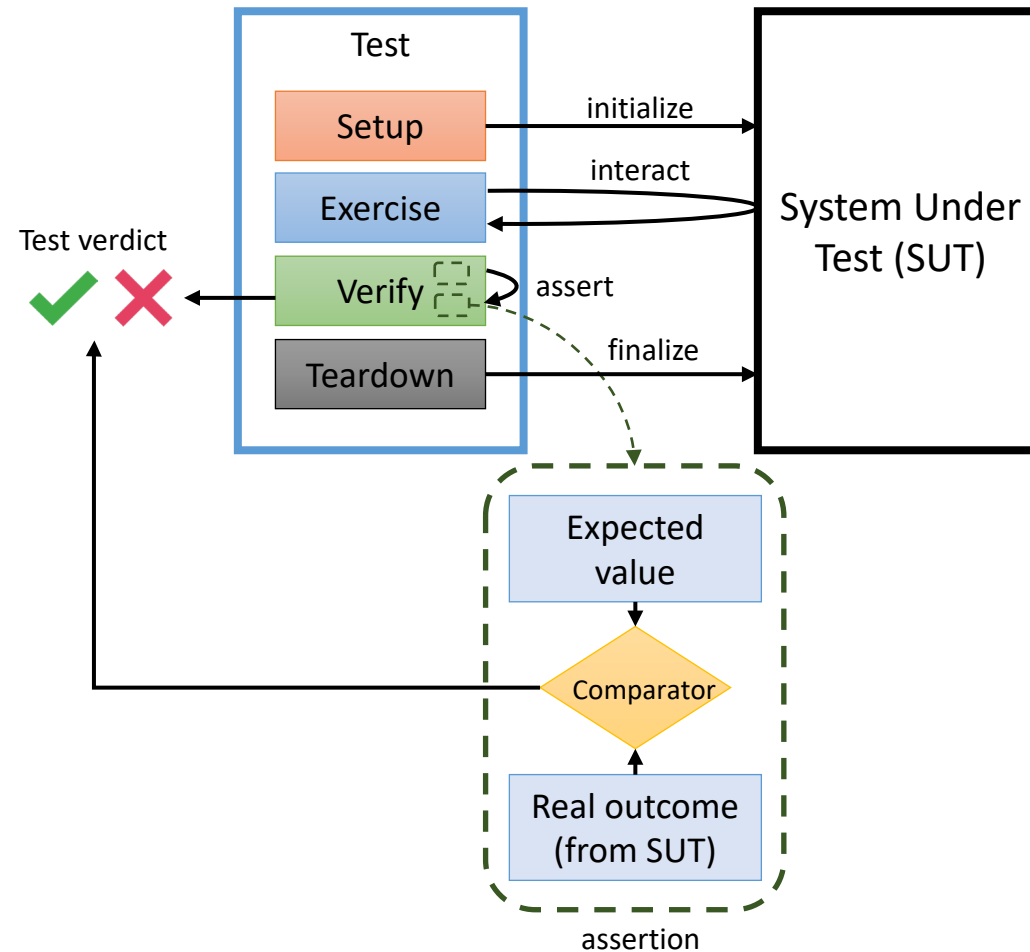 Test
Setup
initialize
interact
Exercise
System Under
Test (SUT)
Test verdict
Verify
assert
finalize
Teardown
Expected
value
Comparator
Real outcome
(from SUT)
assertion